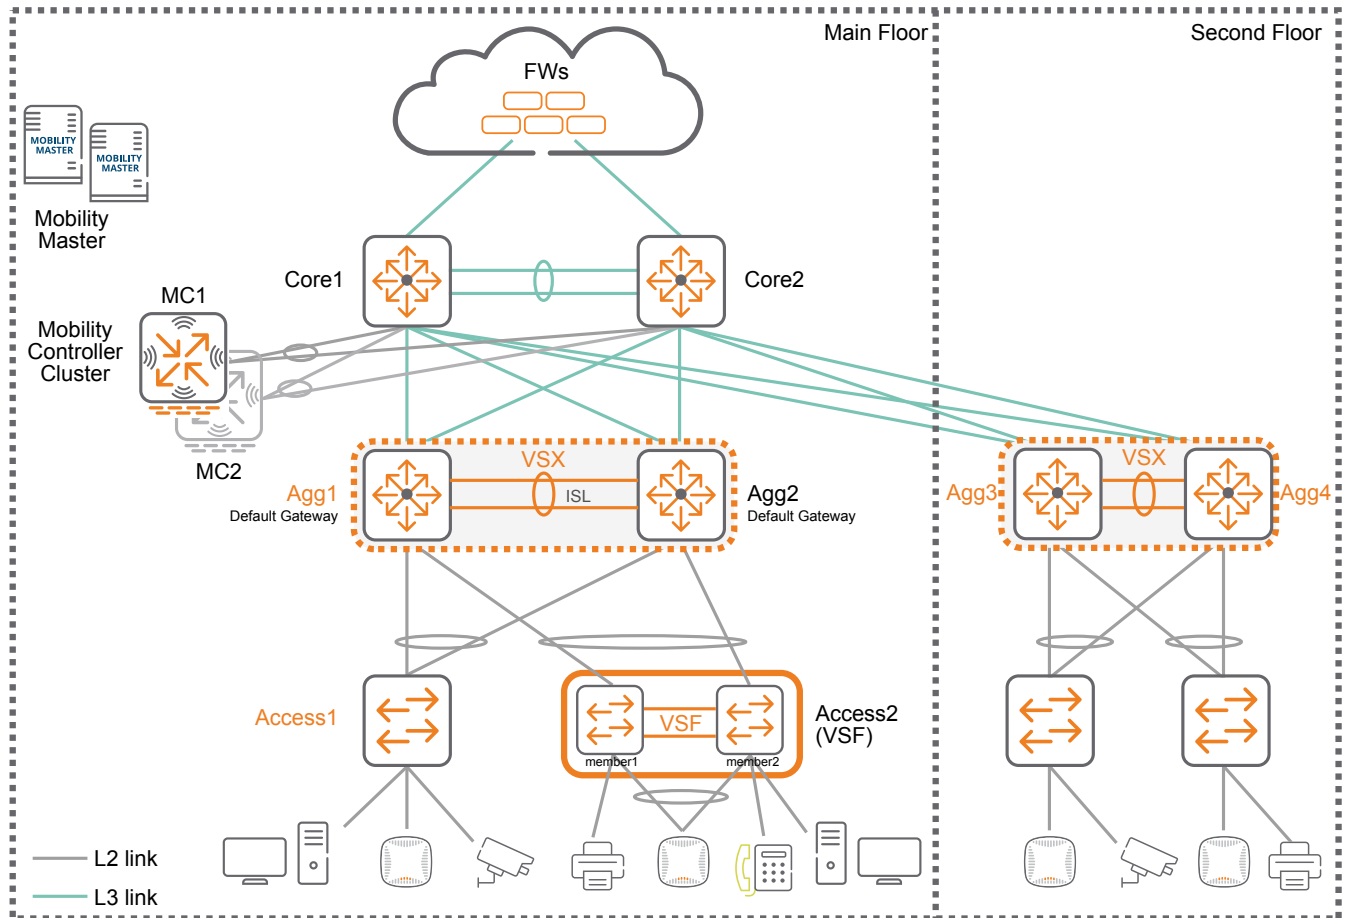 Main Floor
Second Floor
FWs
MOBILITY
MASTER
MOBILITY
MASTER
Mobility
Master
Core1
Core2
MC1
Mobility
Controller
Cluster
MC2
VSX
Agg1
Default Gateway
ISL
Agg2
Default Gateway
VSX
Agg3
Agg4
Access1
VSF
member1
member2
Access2
(VSF)
L2 link
L3 link